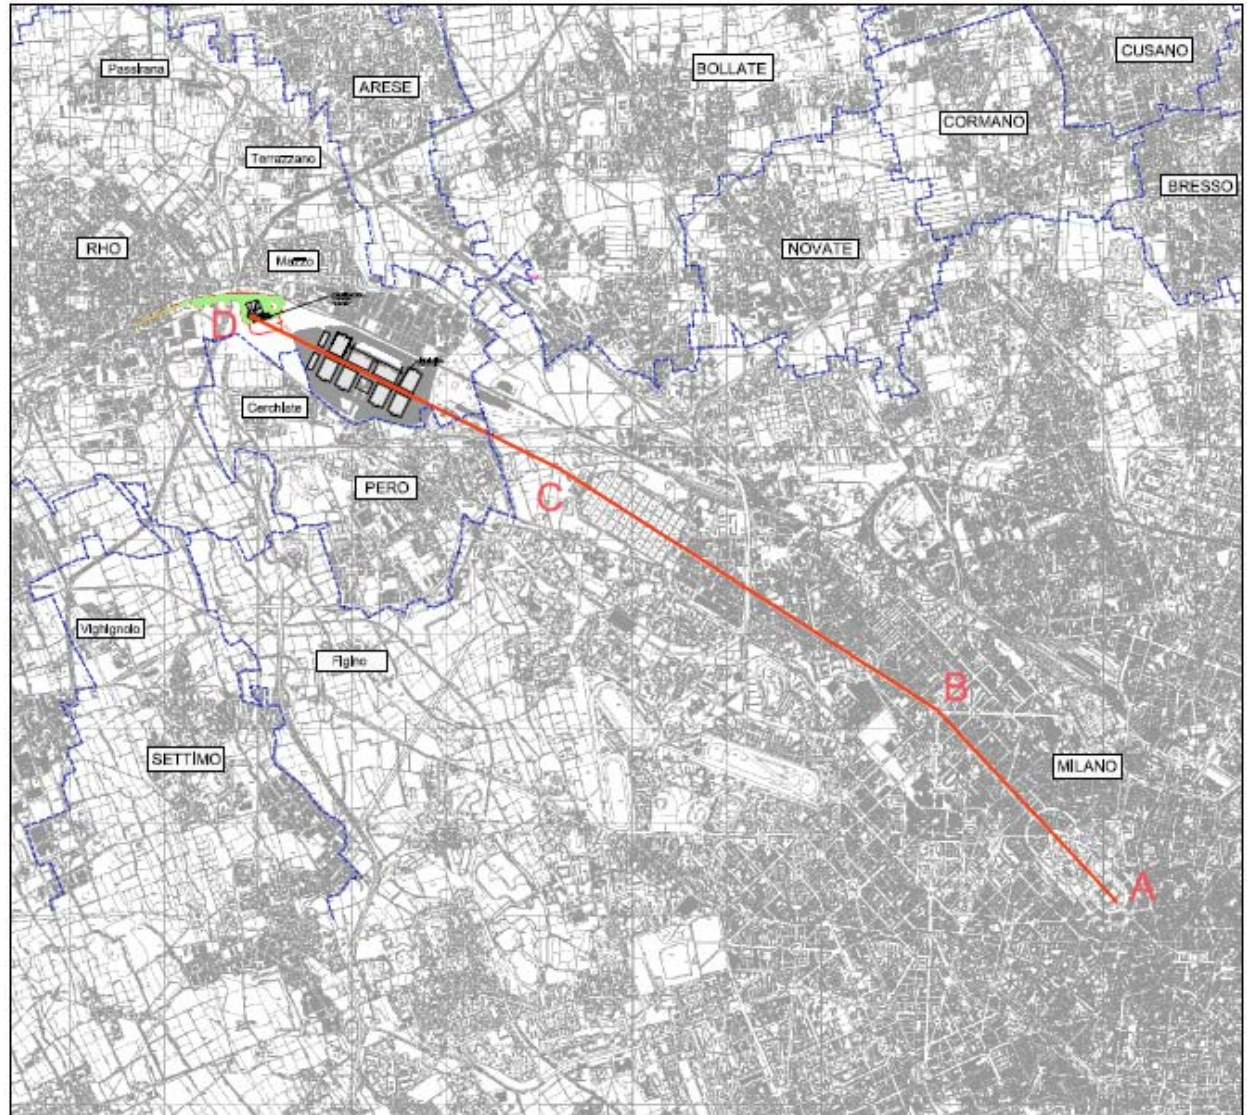 CUSANO
BOLLATE
Passirana
ARESE
CORMANO
Terrazzano
BRESSO
RHO
NOVATE
Mazzo
D
Cerchiate
PERO
C
Vighignolo
Figino
B
SETTIMO
MILANO
A